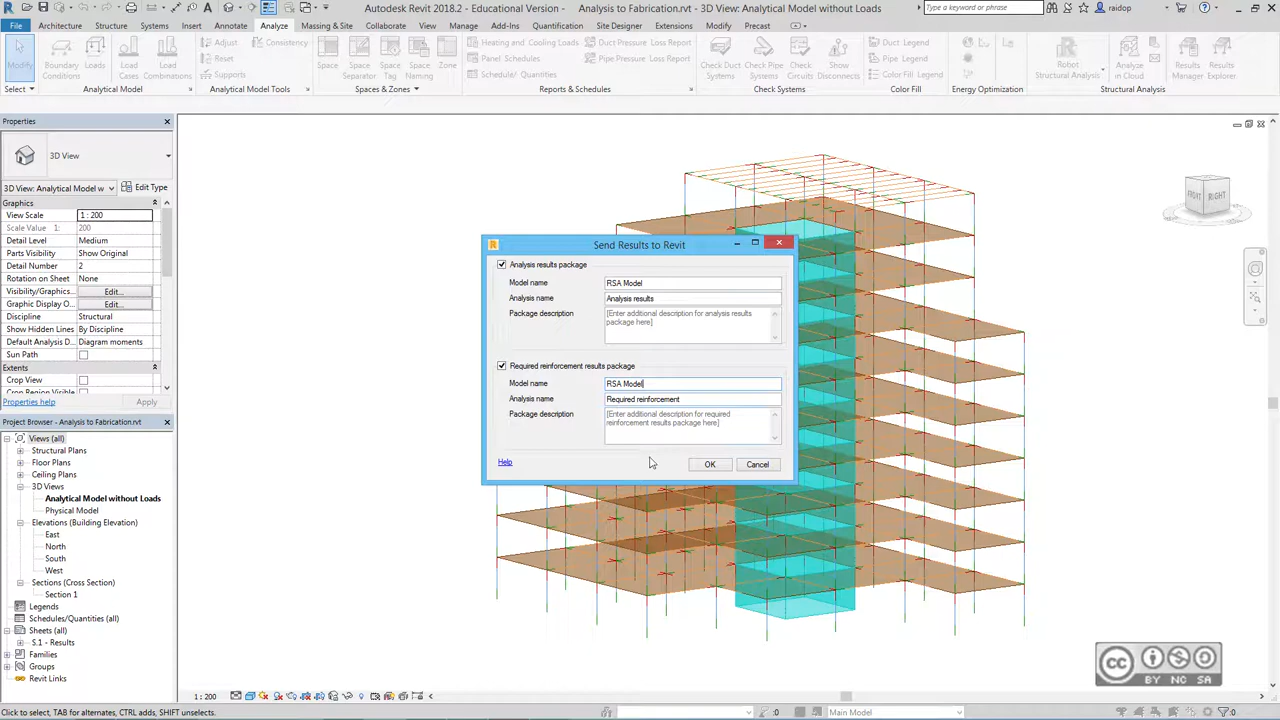 Autodesk Revit 2018.2 - Educational Version - Analysis to Fabrication.rvt - 3D View: Analytical Model without Loads
Type a keyword or phrase
raidop...
File Architecture Structure Systems Insert Annotate Analyze Massing & Site Collaborate View Manage Add-Ins Quantification Site Designer Extensions Modify Precast
Modify
Boundary Conditions
Loads
Load Cases
Load Combinations
Adjust
Reset
Supports
Consistency
Space
Space Separator
Space Tag
Space Naming
Zone
Heating and Cooling Loads
Panel Schedules
Schedule/ Quantities
Duct Pressure Loss Report
Pipe Pressure Loss Report
Check Duct Systems
Check Pipe Systems
Check Circuits
Show Disconnects
Duct Legend
Pipe Legend
Color Fill Legend
Robot Structural Analysis
Analyze in Cloud
Results Manager
Results Explorer
Select
Analytical Model
Analytical Model Tools
Spaces & Zones
Reports & Schedules
Check Systems
Color Fill
Energy Optimization
Structural Analysis
Properties
3D View
3D View: Analytical Model w
Edit Type
Graphics
View Scale 1 : 200
Scale Value 1: 200
Detail Level Medium
Parts Visibility Show Original
Detail Number 2
Rotation on Sheet None
Visibility/Graphics... Edit...
Graphic Display O... Edit...
Discipline Structural
Show Hidden Lines By Discipline
Default Analysis D... Diagram moments
Sun Path
Extents
Crop View
Crop Region Visible
Properties help
Apply
Project Browser - Analysis to Fabrication.rvt
Views (all)
Structural Plans
Floor Plans
Ceiling Plans
3D Views
Analytical Model without Loads
Physical Model
Elevations (Building Elevation)
East
North
South
West
Sections (Cross Section)
Section 1
Legends
Schedules/Quantities (all)
Sheets (all)
S.1 - Results
Families
Groups
Revit Links
Send Results to Revit
Analysis results package
Model name RSA Model
Analysis name Analysis results
Package description [Enter additional description for analysis results
package here]
Required reinforcement results package
Model name RSA Model
Analysis name Required reinforcement
Package description [Enter additional description for required
reinforcement results package here]
Help
OK
Cancel
FRONT
RIGHT
cc
BY NC SA
1 : 200
Click to select, TAB for alternates, CTRL adds, SHIFT unselects.
:0
Main Model
:0